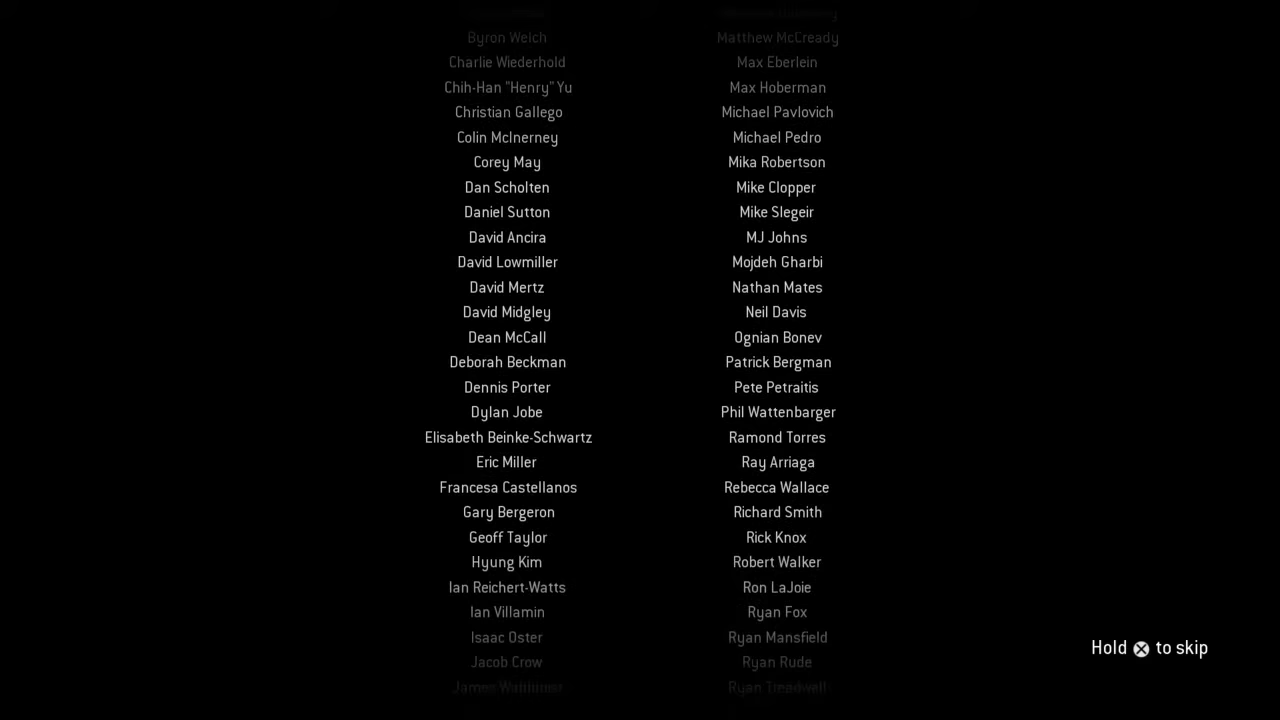 Byron Welch
Charlie Wiederhold
Chih-Han "Henry" Yu
Christian Gallego
Colin McInerney
Corey May
Dan Scholten
Daniel Sutton
David Ancira
David Lowmiller
David Mertz
David Midgley
Dean McCall
Deborah Beckman
Dennis Porter
Dylan Jobe
Elisabeth Beinke-Schwartz
Eric Miller
Francesa Castellanos
Gary Bergeron
Geoff Taylor
Hyung Kim
Ian Reichert-Watts
Ian Villamin
Isaac Oster
Jacob Crow
James
Matthew McCready
Max Eberlein
Max Hoberman
Michael Pavlovich
Michael Pedro
Mika Robertson
Mike Clopper
Mike Slegeir
MJ Johns
Mojdeh Gharbi
Nathan Mates
Neil Davis
Ognian Bonev
Patrick Bergman
Pete Petraitis
Phil Wattenbarger
Ramond Torres
Ray Arriaga
Rebecca Wallace
Richard Smith
Rick Knox
Robert Walker
Ron LaJoie
Ryan Fox
Ryan Mansfield
Ryan Rude
Ryan Treadwell
Hold ⓧ to skip